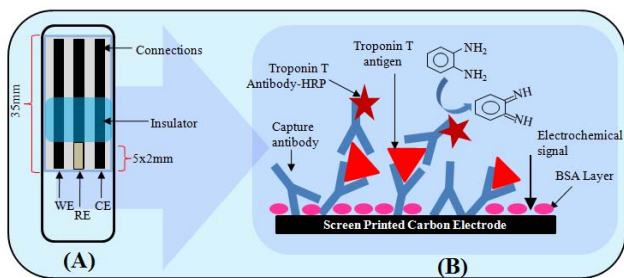 (A)
Connections
35mm
Insulator
5x2mm
WE
RE
CE
(B)
Troponin T
Antibody-HRP
Troponin T
antigen
NH2
NH2
NH
NH
Capture
antibody
Electrochemical
signal
BSA Layer
Screen Printed Carbon Electrode